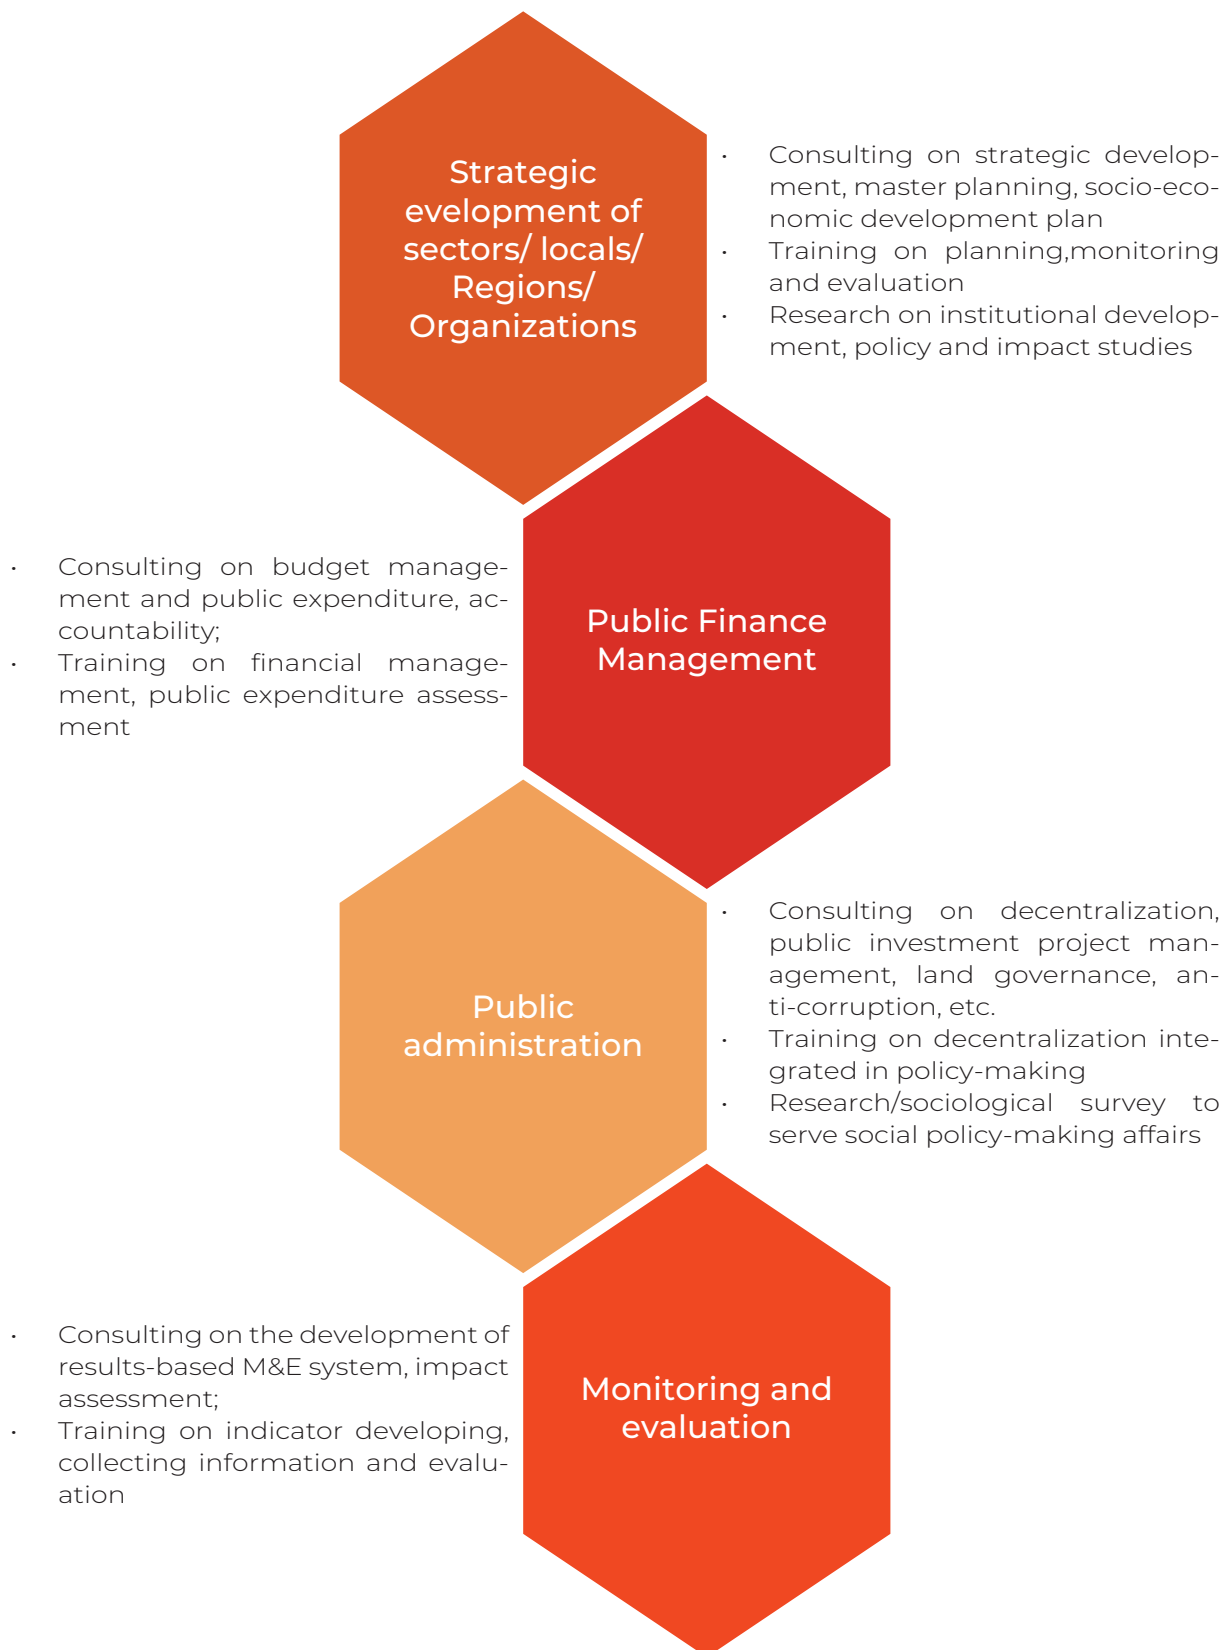 Strategic
evelopment of
sectors/ locals/
Regions/
Organizations
· Consulting on strategic develop-
ment, master planning, socio-eco-
nomic development plan
· Training on planning,monitoring
and evaluation
· Research on institutional develop-
ment, policy and impact studies
· Consulting on budget manage-
ment and public expenditure, ac-
countability;
· Training on financial manage-
ment, public expenditure assess-
ment
Public Finance
Management
Public
administration
· Consulting on decentralization,
public investment project man-
agement, land governance, an-
ti-corruption, etc.
· Training on decentralization inte-
grated in policy-making
· Research/sociological survey to
serve social policy-making affairs
· Consulting on the development of
results-based M&E system, impact
assessment;
· Training on indicator developing,
collecting information and evalu-
ation
Monitoring and
evaluation